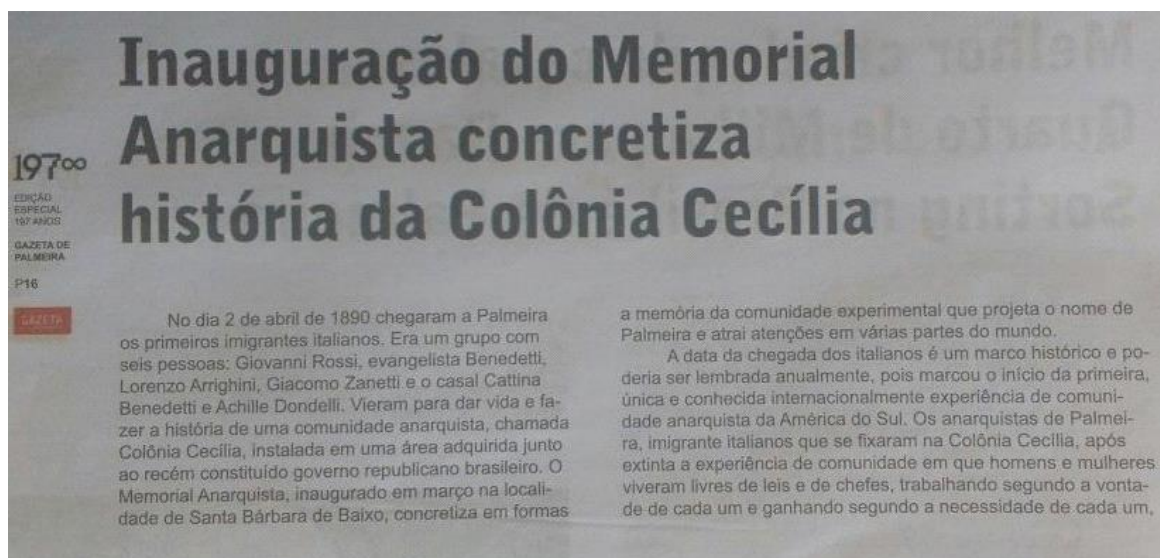 Inauguração do Memorial
Anarquista concretiza
história da Colônia Cecília
197∞
EDIÇÃO
ESPECIAL
197 ANOS
GAZETA DE
PALMEIRA
P16
GAZETA
No dia 2 de abril de 1890 chegaram a Palmeira
os primeiros imigrantes italianos. Era um grupo com
seis pessoas: Giovanni Rossi, evangelista Benedetti,
Lorenzo Arrighini, Giacomo Zanetti e o casal Cattina
Benedetti e Achille Dondelli. Vieram para dar vida e fa-
zer a história de uma comunidade anarquista, chamada
Colônia Cecília, instalada em uma área adquirida junto
ao recém constituído governo republicano brasileiro. O
Memorial Anarquista, inaugurado em março na locali-
dade de Santa Bárbara de Baixo, concretiza em formas
a memória da comunidade experimental que projeta o nome de
Palmeira e atrai atenções em várias partes do mundo.
A data da chegada dos italianos é um marco histórico e po-
deria ser lembrada anualmente, pois marcou o início da primeira,
única e conhecida internacionalmente experiência de comuni-
dade anarquista da América do Sul. Os anarquistas de Palmei-
ra, imigrante italianos que se fixaram na Colônia Cecília, após
extinta a experiência de comunidade em que homens e mulheres
viveram livres de leis e de chefes, trabalhando segundo a vonta-
de de cada um e ganhando segundo a necessidade de cada um,